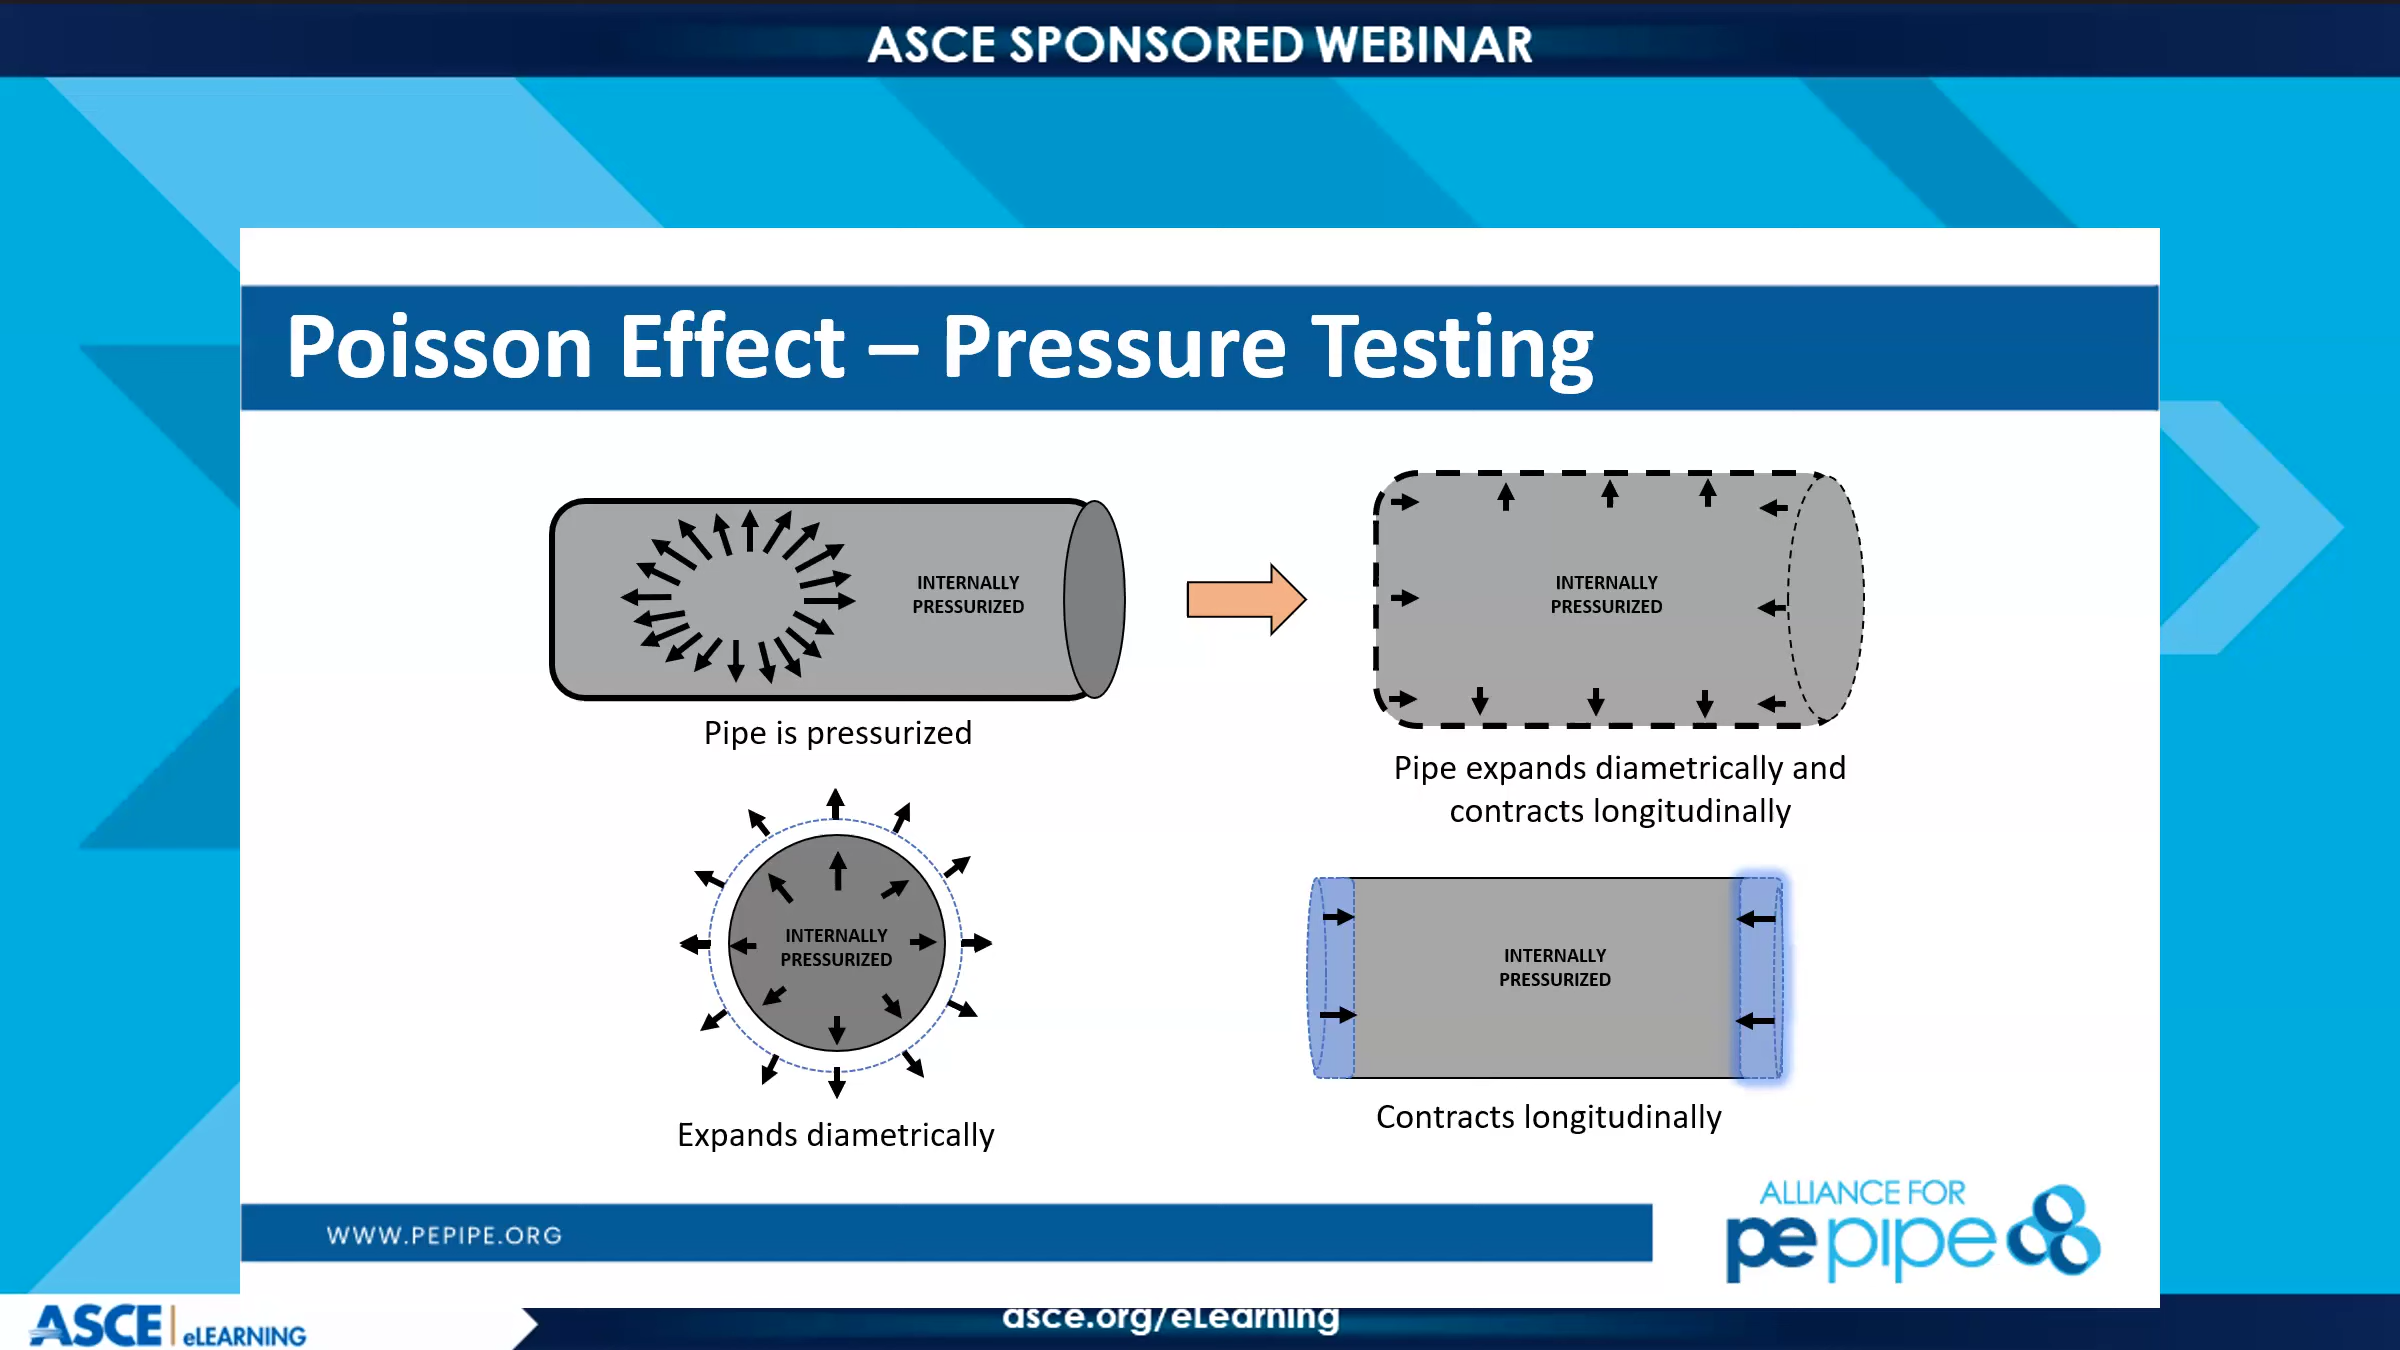 ASCE SPONSORED WEBINAR
Poisson Effect – Pressure Testing
INTERNALLY
PRESSURIZED
Pipe is pressurized
INTERNALLY
PRESSURIZED
Pipe expands diametrically and
contracts longitudinally
INTERNALLY
PRESSURIZED
Expands diametrically
INTERNALLY
PRESSURIZED
Contracts longitudinally
WWW.PEPIPE.ORG
ALLIANCE FOR
pepipe
ASCE eLEARNING
asce.org/eLearning